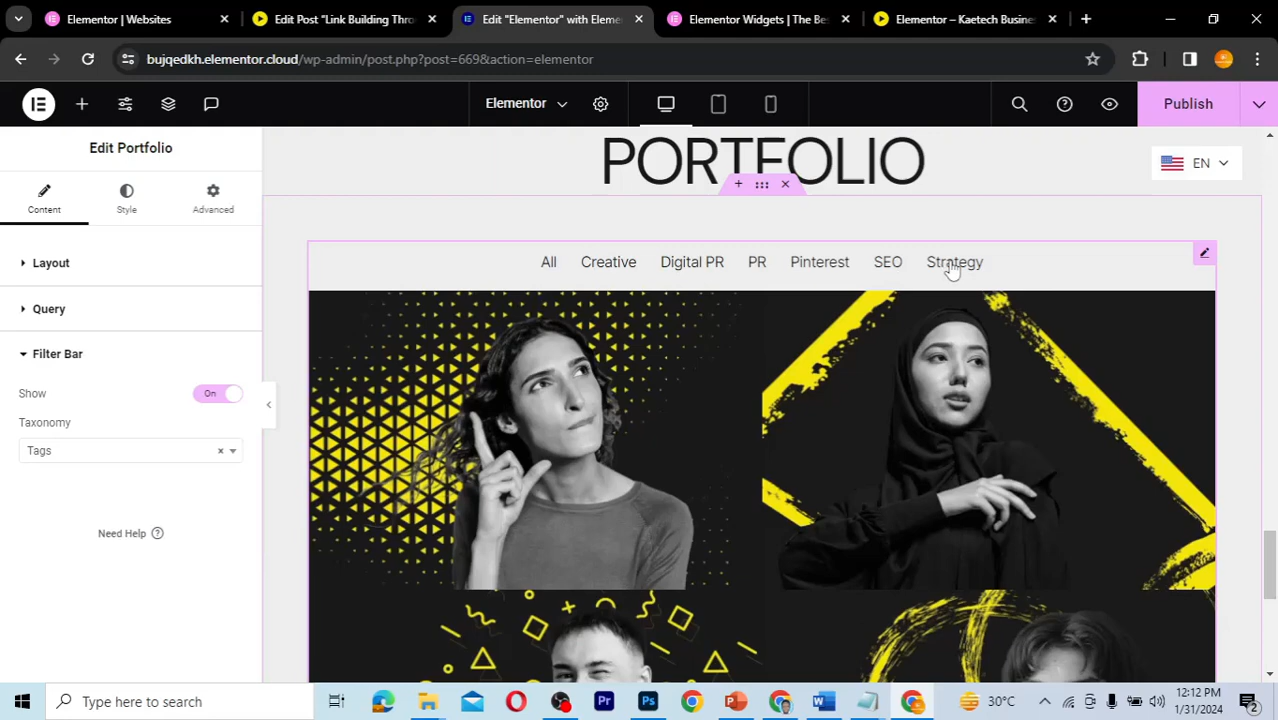 Elementor | Websites
Edit Post "Link Building Thro
Edit "Elementor" with Eleme
Elementor Widgets | The Be
Elementor – Kaetech Busine
bujqedkh.elementor.cloud/wp-admin/post.php?post=669&action=elementor
Elementor
Publish
Edit Portfolio
Content
Style
Advanced
Layout
Query
Filter Bar
Show
On
Taxonomy
Tags
Need Help
PORTFOLIO
EN
All Creative Digital PR PR Pinterest SEO Strategy
Type here to search
30°C
12:12 PM
1/31/2024
2